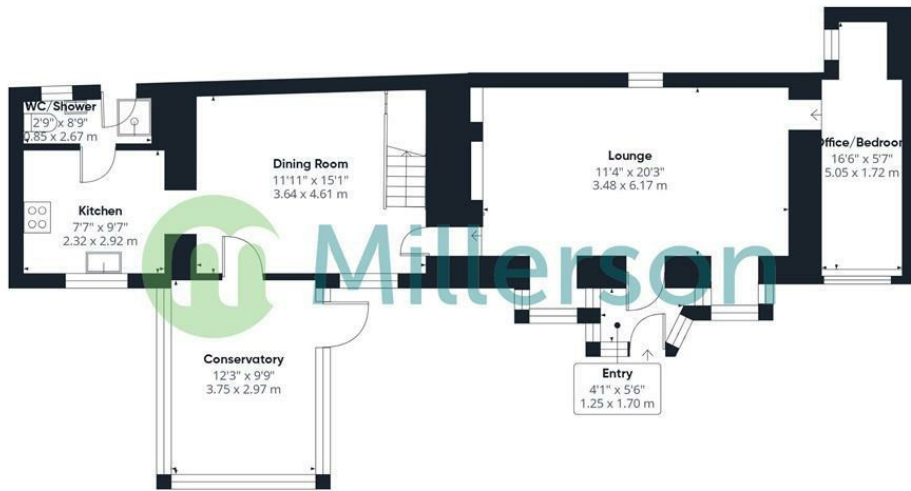 WC/Shower
2'9" x 8'9"
0.85 x 2.67 m
Kitchen
7'7" x 9'7"
2.32 x 2.92 m
Dining Room
11'11" x 15'1"
3.64 x 4.61 m
Lounge
11'4" x 20'3"
3.48 x 6.17 m
Office/Bedroom
16'6" x 5'7"
5.05 x 1.72 m
m Millerson
Conservatory
12'3" x 9'9"
3.75 x 2.97 m
Entry
4'1" x 5'6"
1.25 x 1.70 m